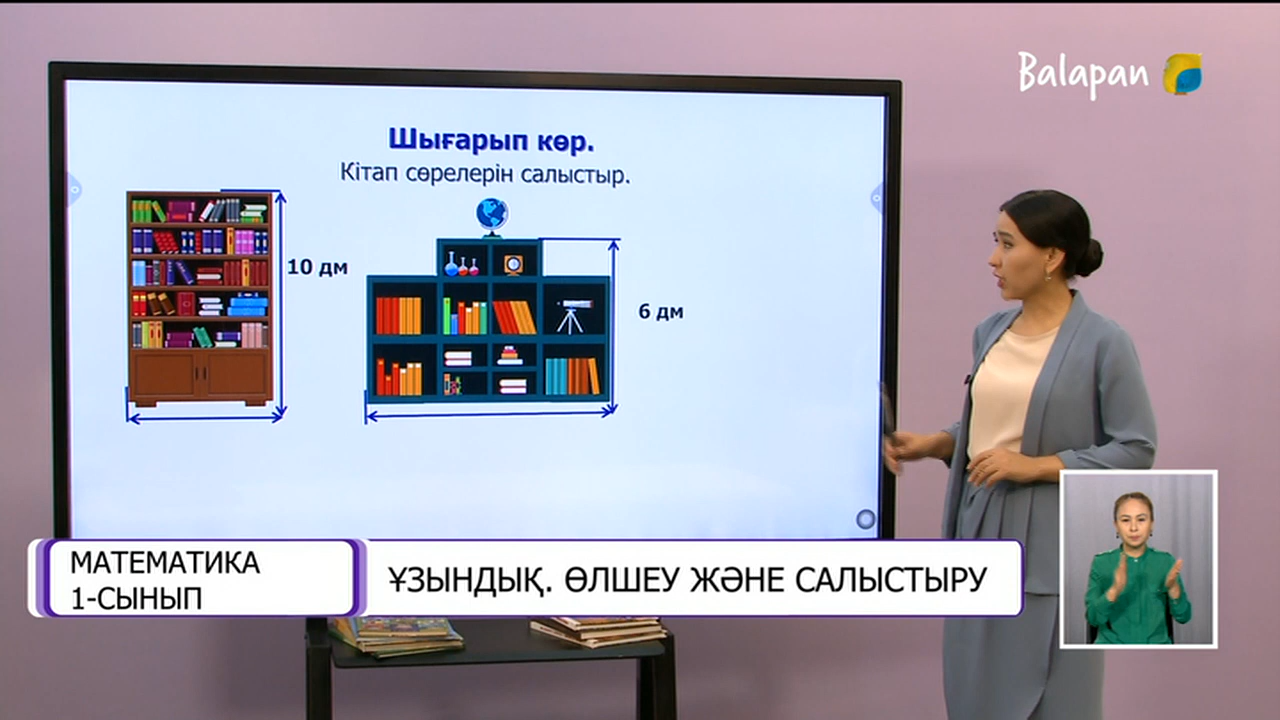 Balapan
Шығарып көр.
Кітап сөрелерін салыстыр.
10 дм
6 дм
МАТЕМАТИКА
1-СЫНЫП
ҰЗЫНДЫҚ. ӨЛШЕУ ЖӘНЕ САЛЫСТЫРУ